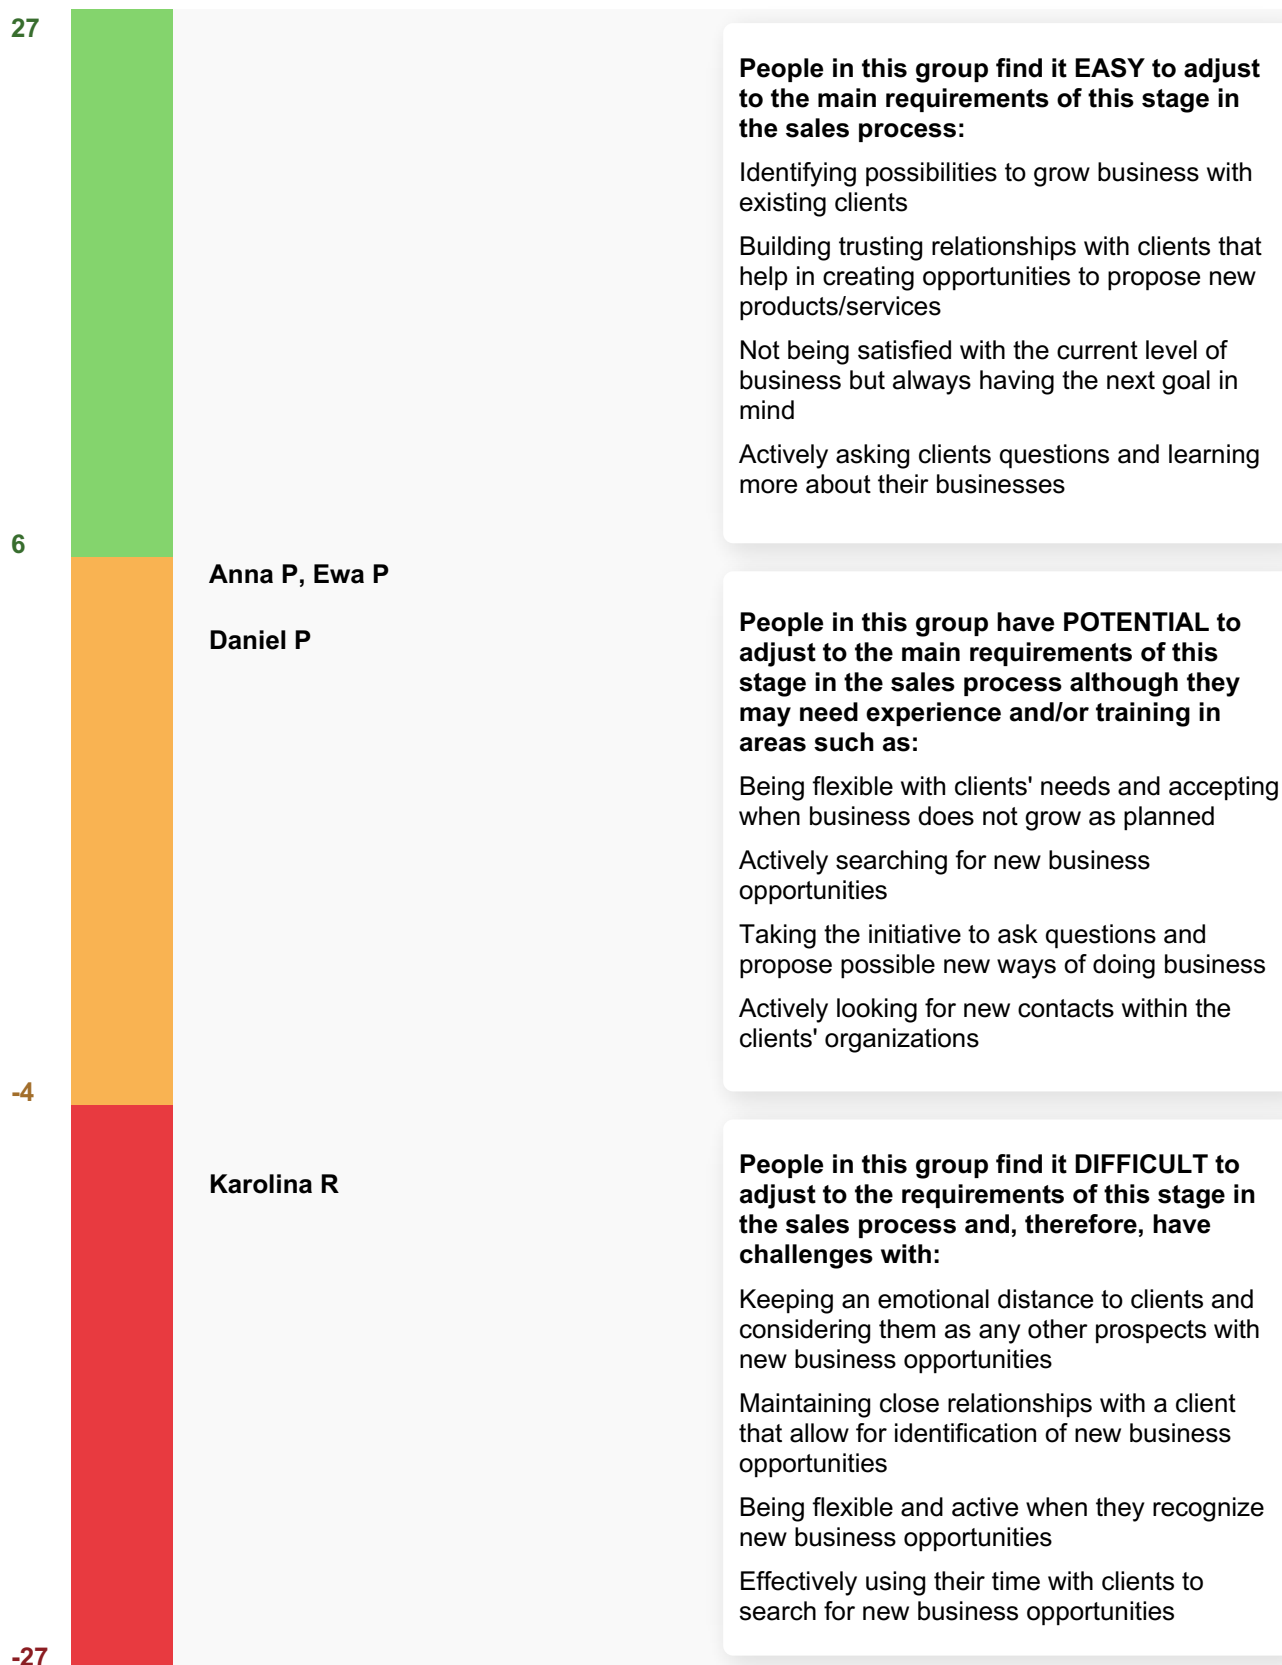 27
People in this group find it EASY to adjust
to the main requirements of this stage in
the sales process:
Identifying possibilities to grow business with
existing clients
Building trusting relationships with clients that
help in creating opportunities to propose new
products/services
Not being satisfied with the current level of
business but always having the next goal in
mind
Actively asking clients questions and learning
more about their businesses
6
Anna P, Ewa P
Daniel P
People in this group have POTENTIAL to
adjust to the main requirements of this
stage in the sales process although they
may need experience and/or training in
areas such as:
Being flexible with clients' needs and accepting
when business does not grow as planned
Actively searching for new business
opportunities
Taking the initiative to ask questions and
propose possible new ways of doing business
Actively looking for new contacts within the
clients' organizations
-4
Karolina R
People in this group find it DIFFICULT to
adjust to the requirements of this stage in
the sales process and, therefore, have
challenges with:
Keeping an emotional distance to clients and
considering them as any other prospects with
new business opportunities
Maintaining close relationships with a client
that allow for identification of new business
opportunities
Being flexible and active when they recognize
new business opportunities
Effectively using their time with clients to
search for new business opportunities
-27